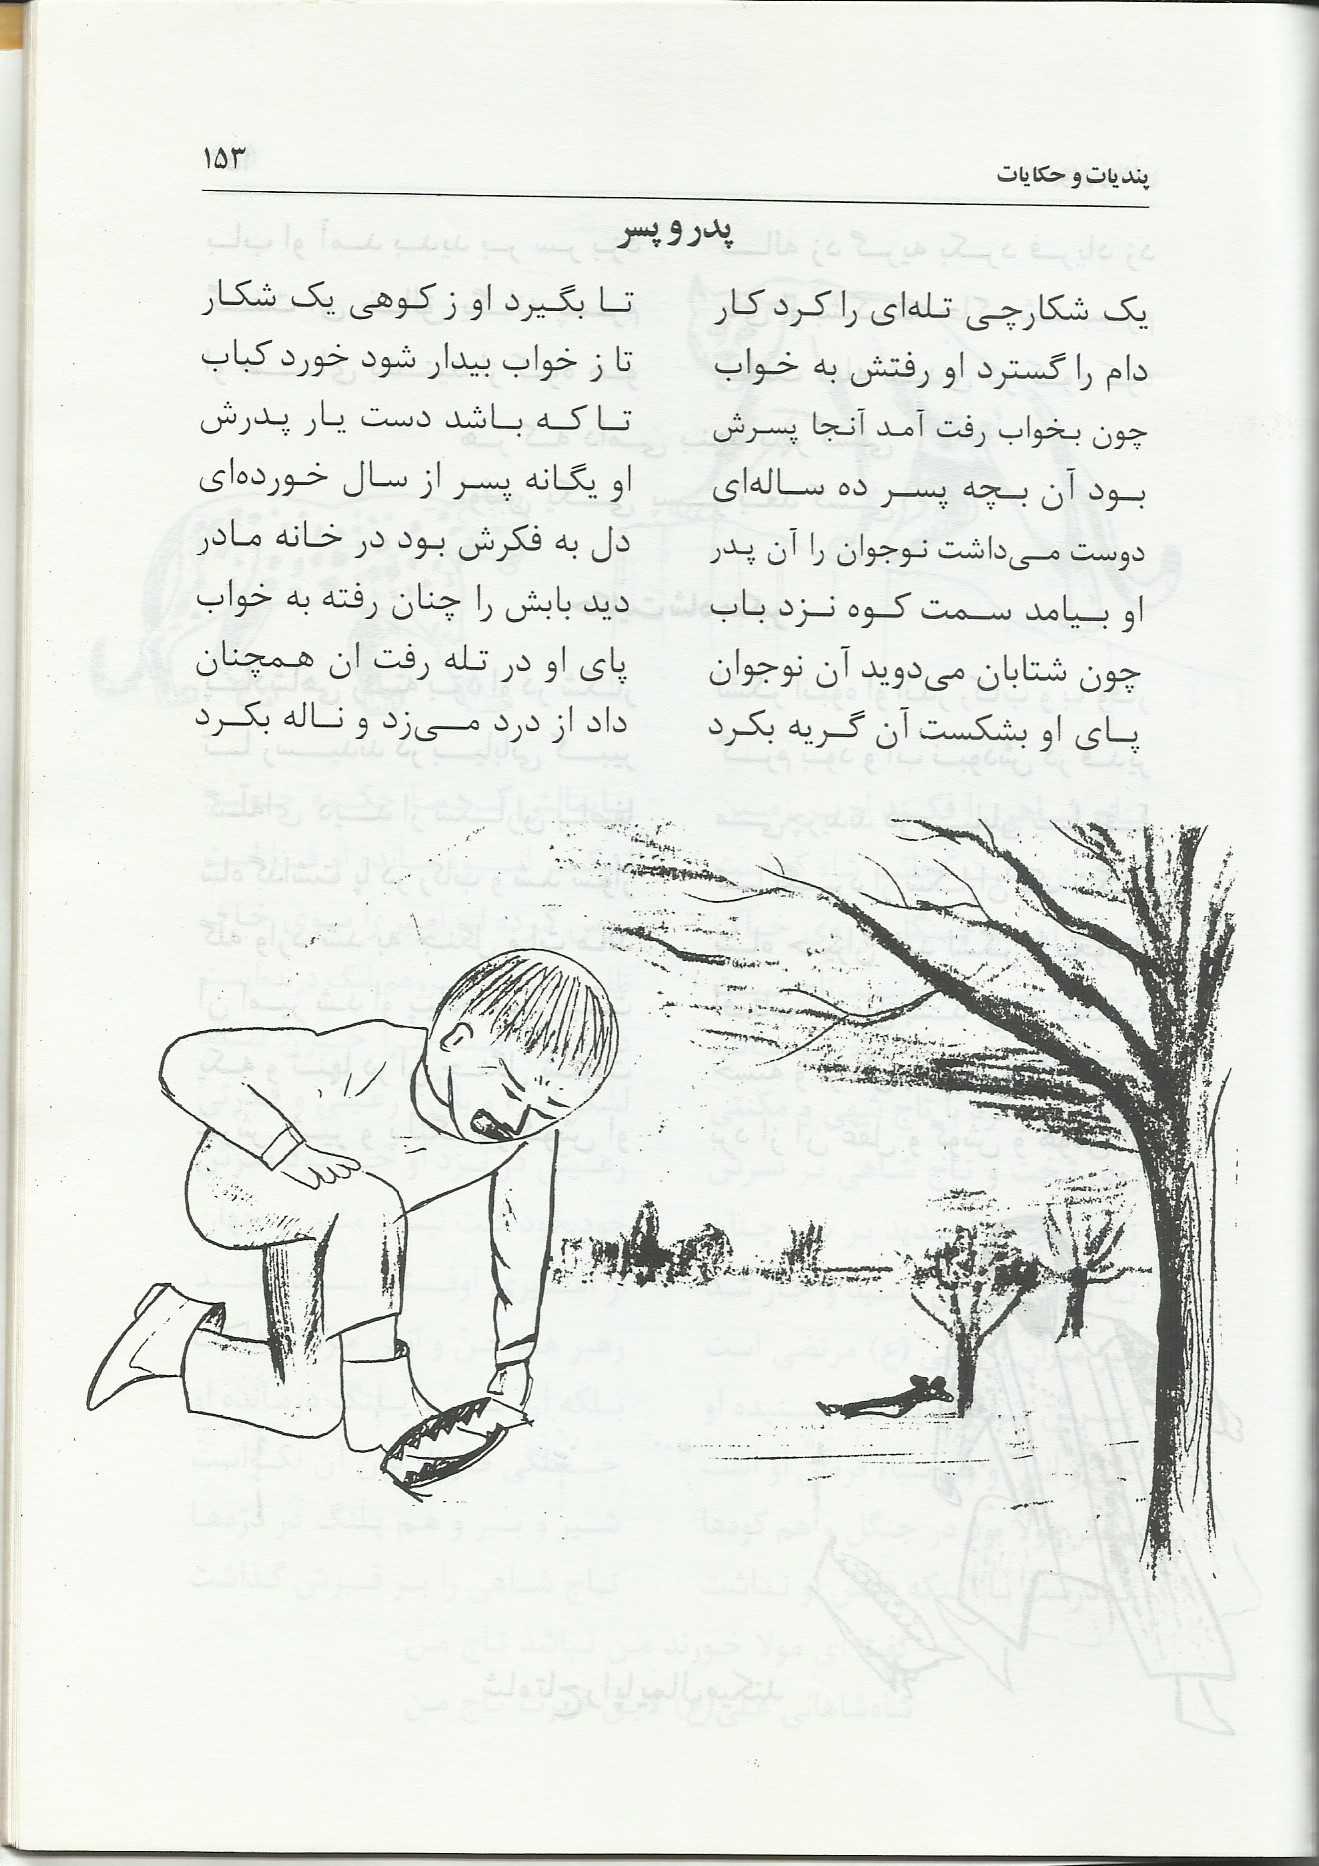 پندیات و حکایات ۱۵۳
پدر و پسر
یک شکارچی تله‌ای را کرد کار تا بگیرد او ز کوهی یک شکار
دام را گسترد او رفتش به خواب تا ز خواب بیدار شود خورد کباب
چون بخواب رفت آمد آنجا پسرش تا که باشد دست یار پدرش
بود آن بچه پسر ده ساله‌ای او یگانه پسر از سال خورده‌ای
دوست می‌داشت نوجوان را آن پدر دل به فکرش بود در خانه مادر
او بیامد سمت کوه نزد باب دید بابش را چنان رفته به خواب
چون شتابان می‌دوید آن نوجوان پای او در تله رفت ان همچنان
پای او بشکست آن گریه بکرد داد از درد می‌زد و ناله بکرد